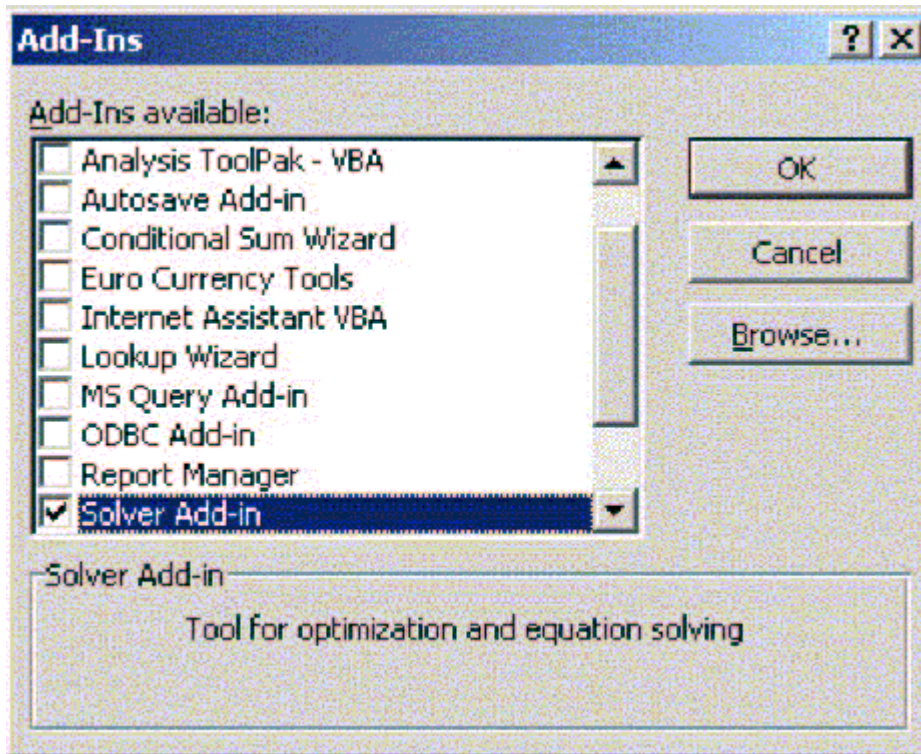 Add-Ins
Add-Ins available:
Analysis ToolPak - VBA
Autosave Add-in
Conditional Sum Wizard
Euro Currency Tools
Internet Assistant VBA
Lookup Wizard
MS Query Add-in
ODBC Add-in
Report Manager
Solver Add-in
OK
Cancel
Browse...
Solver Add-in
Tool for optimization and equation solving